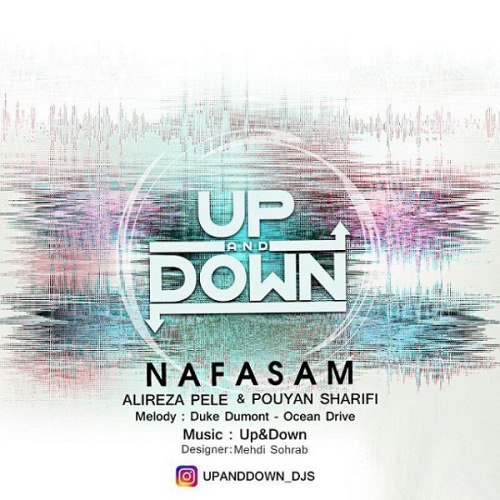 UP
AND
DOWN
NAFASAM
ALIREZA PELE & POUYAN SHARIFI
Melody : Duke Dumont - Ocean Drive
Music : Up&Down
Designer:Mehdi Sohrab
UPANDDOWN_DJS